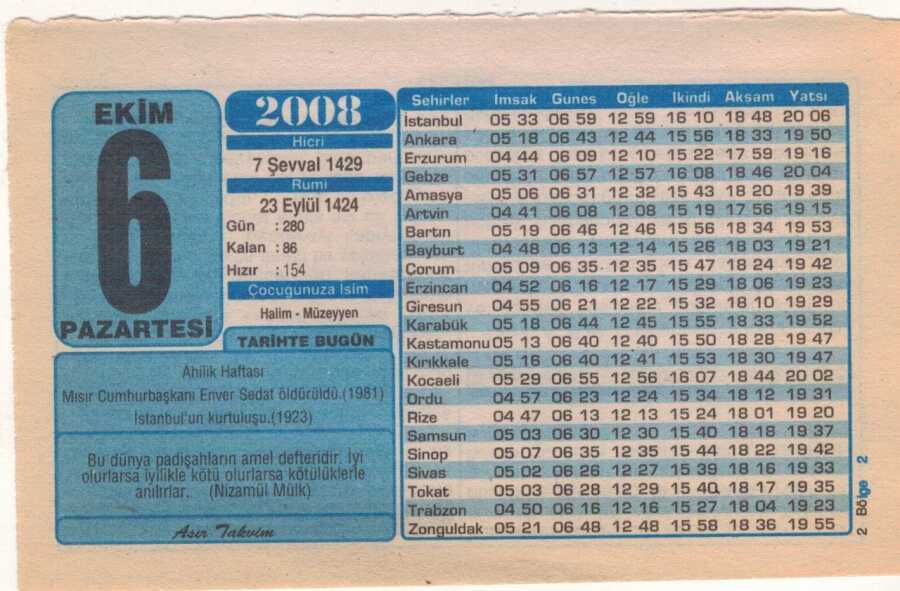 EKİM
6
PAZARTESİ
2008
Hicri
7 Şevval 1429
Rumi
23 Eylül 1424
Gün : 280
Kalan : 86
Hızır : 154
Çocugunuza Isim
Halim - Müzeyyen
TARİHTE BUGÜN
Ahilik Haftası
Mısır Cumhurbaşkanı Enver Sedat öldürüldü.(1981)
İstanbul'un kurtuluşu.(1923)
Bu dünya padişahların amel defteridir. İyi
olurlarsa iyilikle kötü olurlarsa kötülüklerle
anılırlar. (Nizamül Mülk)
Asır Takvim
Sehirler Imsak Gunes Oğle Ikindi Aksam Yatsı
İstanbul 05 33 06 59 12 59 16 10 18 48 20 06
Ankara 05 18 06 43 12 44 15 56 18 33 19 50
Erzurum 04 44 06 09 12 10 15 22 17 59 19 16
Gebze 05 31 06 57 12 57 16 08 18 46 20 04
Amasya 05 06 06 31 12 32 15 43 18 20 19 39
Artvin 04 41 06 08 12 08 15 19 17 56 19 15
Bartın 05 19 06 46 12 46 15 56 18 34 19 53
Bayburt 04 48 06 13 12 14 15 26 18 03 19 21
Çorum 05 09 06 35 12 35 15 47 18 24 19 42
Erzincan 04 52 06 16 12 17 15 29 18 06 19 23
Giresun 04 55 06 21 12 22 15 32 18 10 19 29
Karabük 05 18 06 44 12 45 15 55 18 33 19 52
Kastamonu 05 13 06 40 12 40 15 50 18 28 19 47
Kırıkkale 05 16 06 40 12 41 15 53 18 30 19 47
Kocaeli 05 29 06 55 12 56 16 07 18 44 20 02
Ordu 04 57 06 23 12 24 15 34 18 12 19 31
Rize 04 47 06 13 12 13 15 24 18 01 19 20
Samsun 05 03 06 30 12 30 15 40 18 18 19 37
Sinop 05 07 06 35 12 35 15 44 18 22 19 42
Sivas 05 02 06 26 12 27 15 39 18 16 19 33
Tokat 05 03 06 28 12 29 15 40 18 17 19 35
Trabzon 04 50 06 16 12 16 15 27 18 04 19 23
Zonguldak 05 21 06 48 12 48 15 58 18 36 19 55
2 Bölge 2